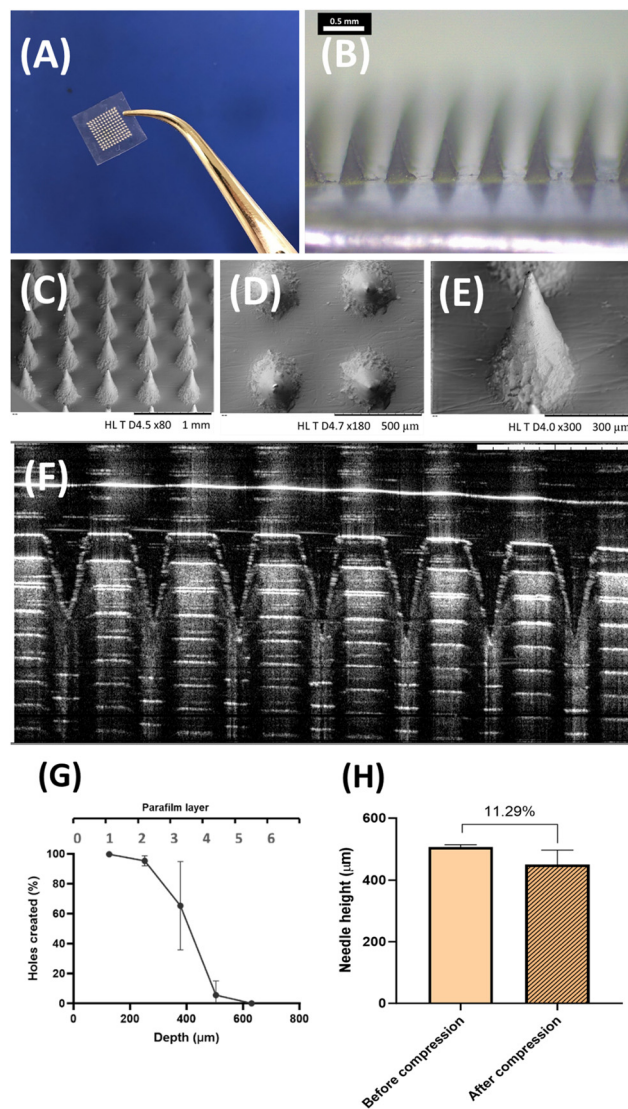 0.5 mm
(A)
(B)
(C)
(D)
(E)
HL T D4.5 x80 1 mm
HL T D4.7 x180 500 μm
HL T D4.0 x300 300 μm
(F)
(G)
Parafilm layer
0 1 2 3 4 5 6
100
80
60
40
20
0
Holes created (%)
0 200 400 600 800
Depth (μm)
(H)
11.29%
600
400
200
0
Needle height (μm)
Before compression
After compression